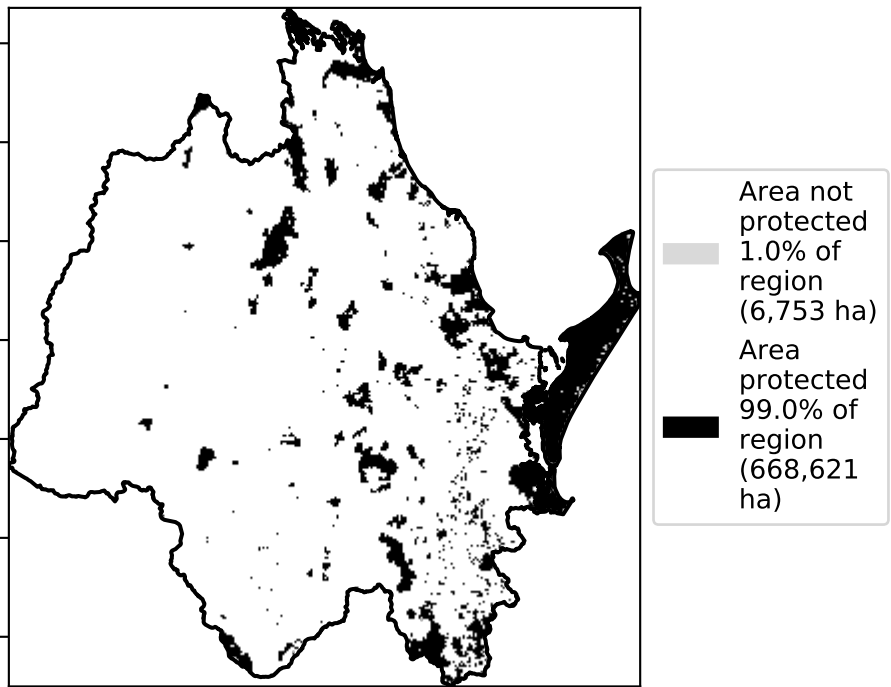 Area not
protected
1.0% of
region
(6,753 ha)
Area
protected
99.0% of
region
(668,621
ha)